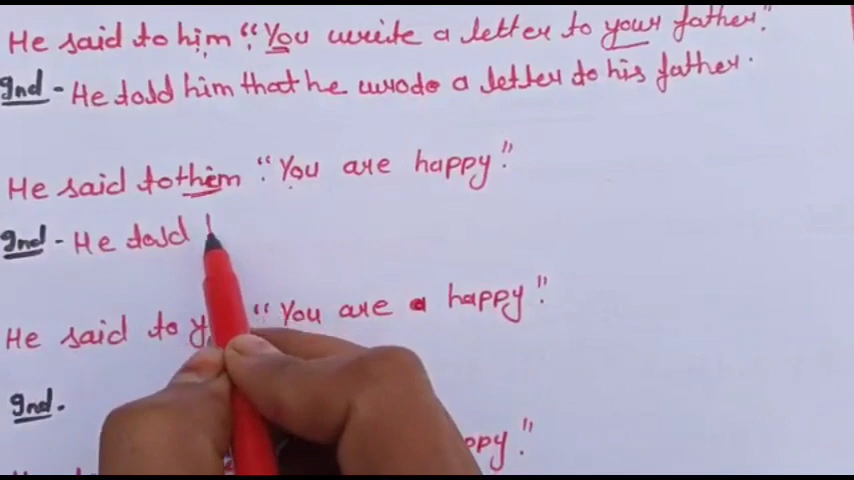 He said to him “You write a letter to your father”.
Ind - He told him that he wrote a letter to his father.
He said to them “You are happy”.
Ind - He told
He said to “You are happy”.
Ind.